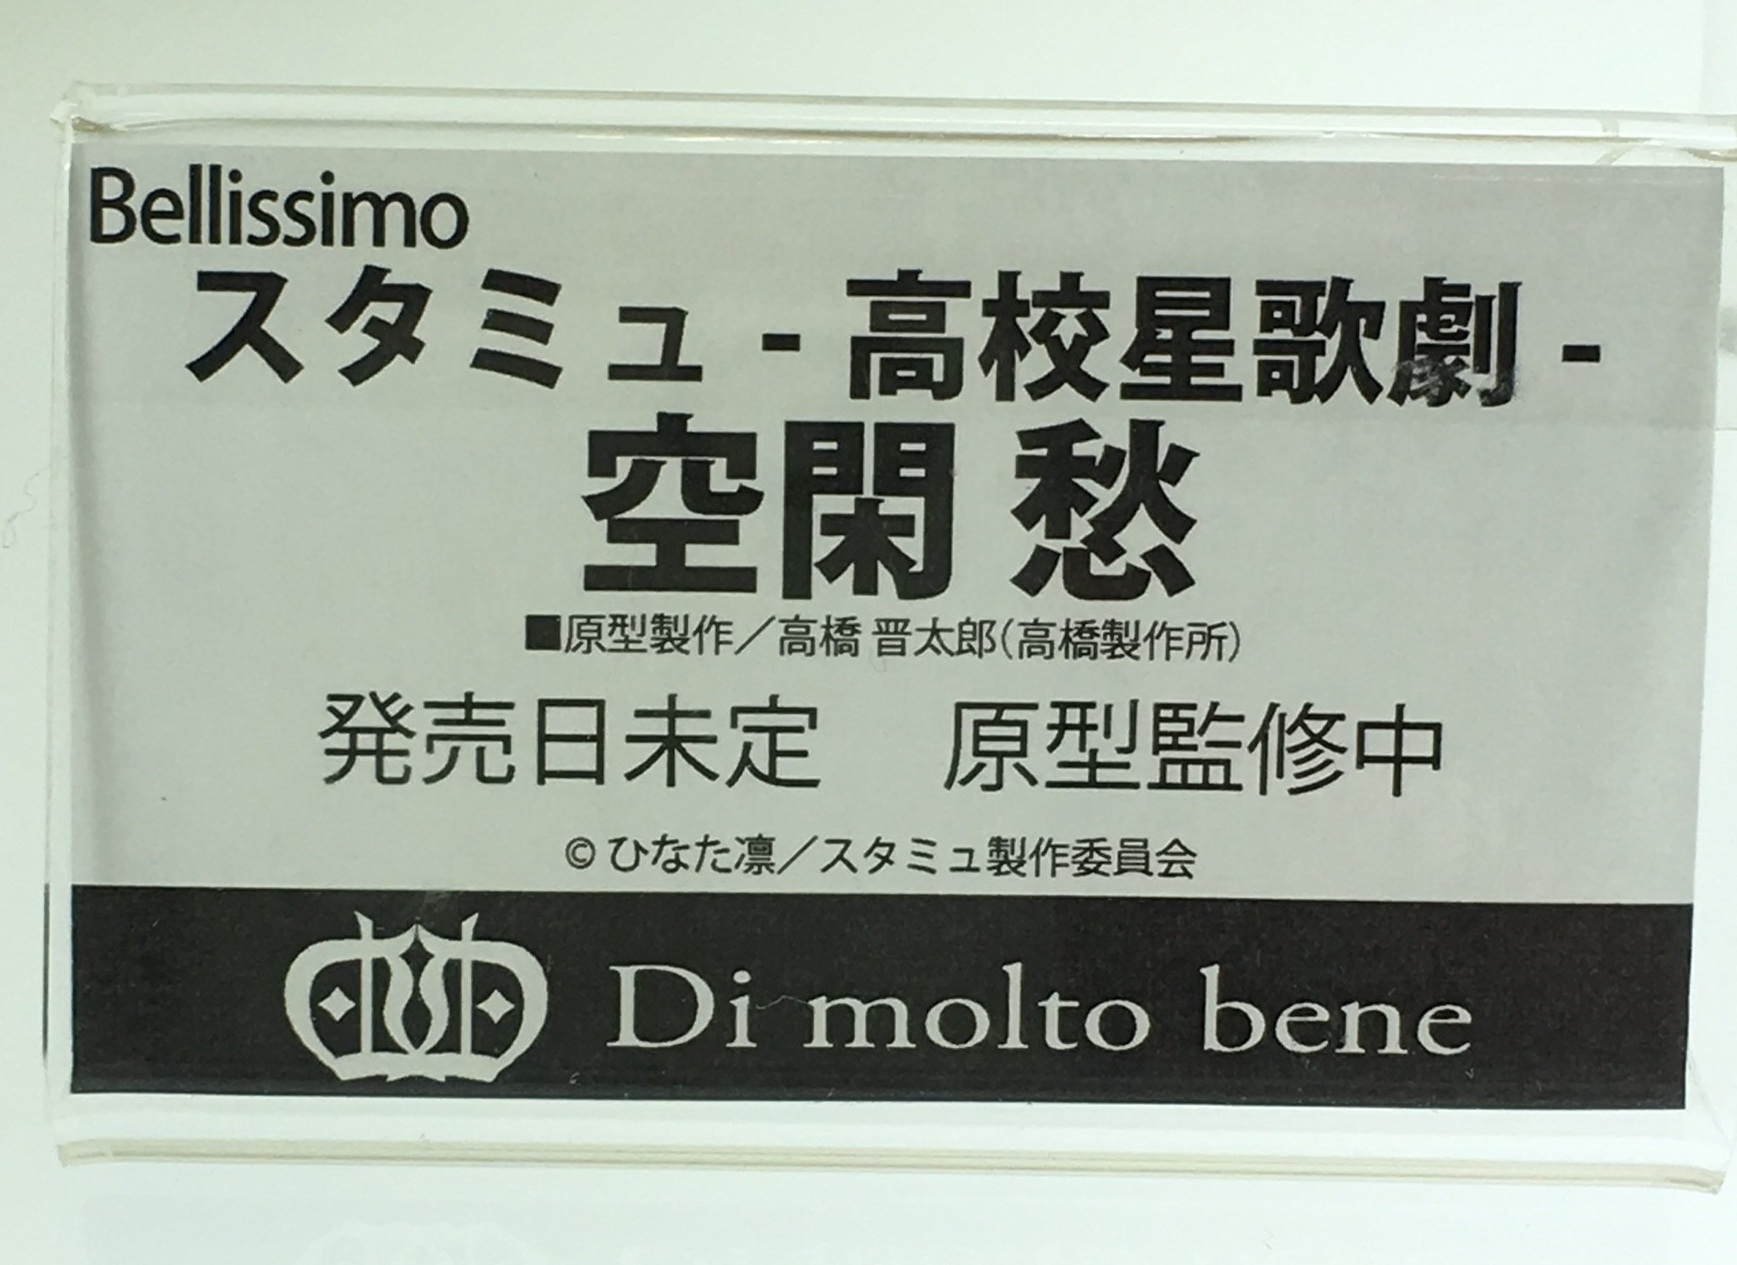 Bellissimo
スタミュ - 高校星歌劇 -
空閑 愁
■原型製作／高橋 晋太郎(高橋製作所)
発売日未定　原型監修中
© ひなた凛／スタミュ製作委員会
Di molto bene